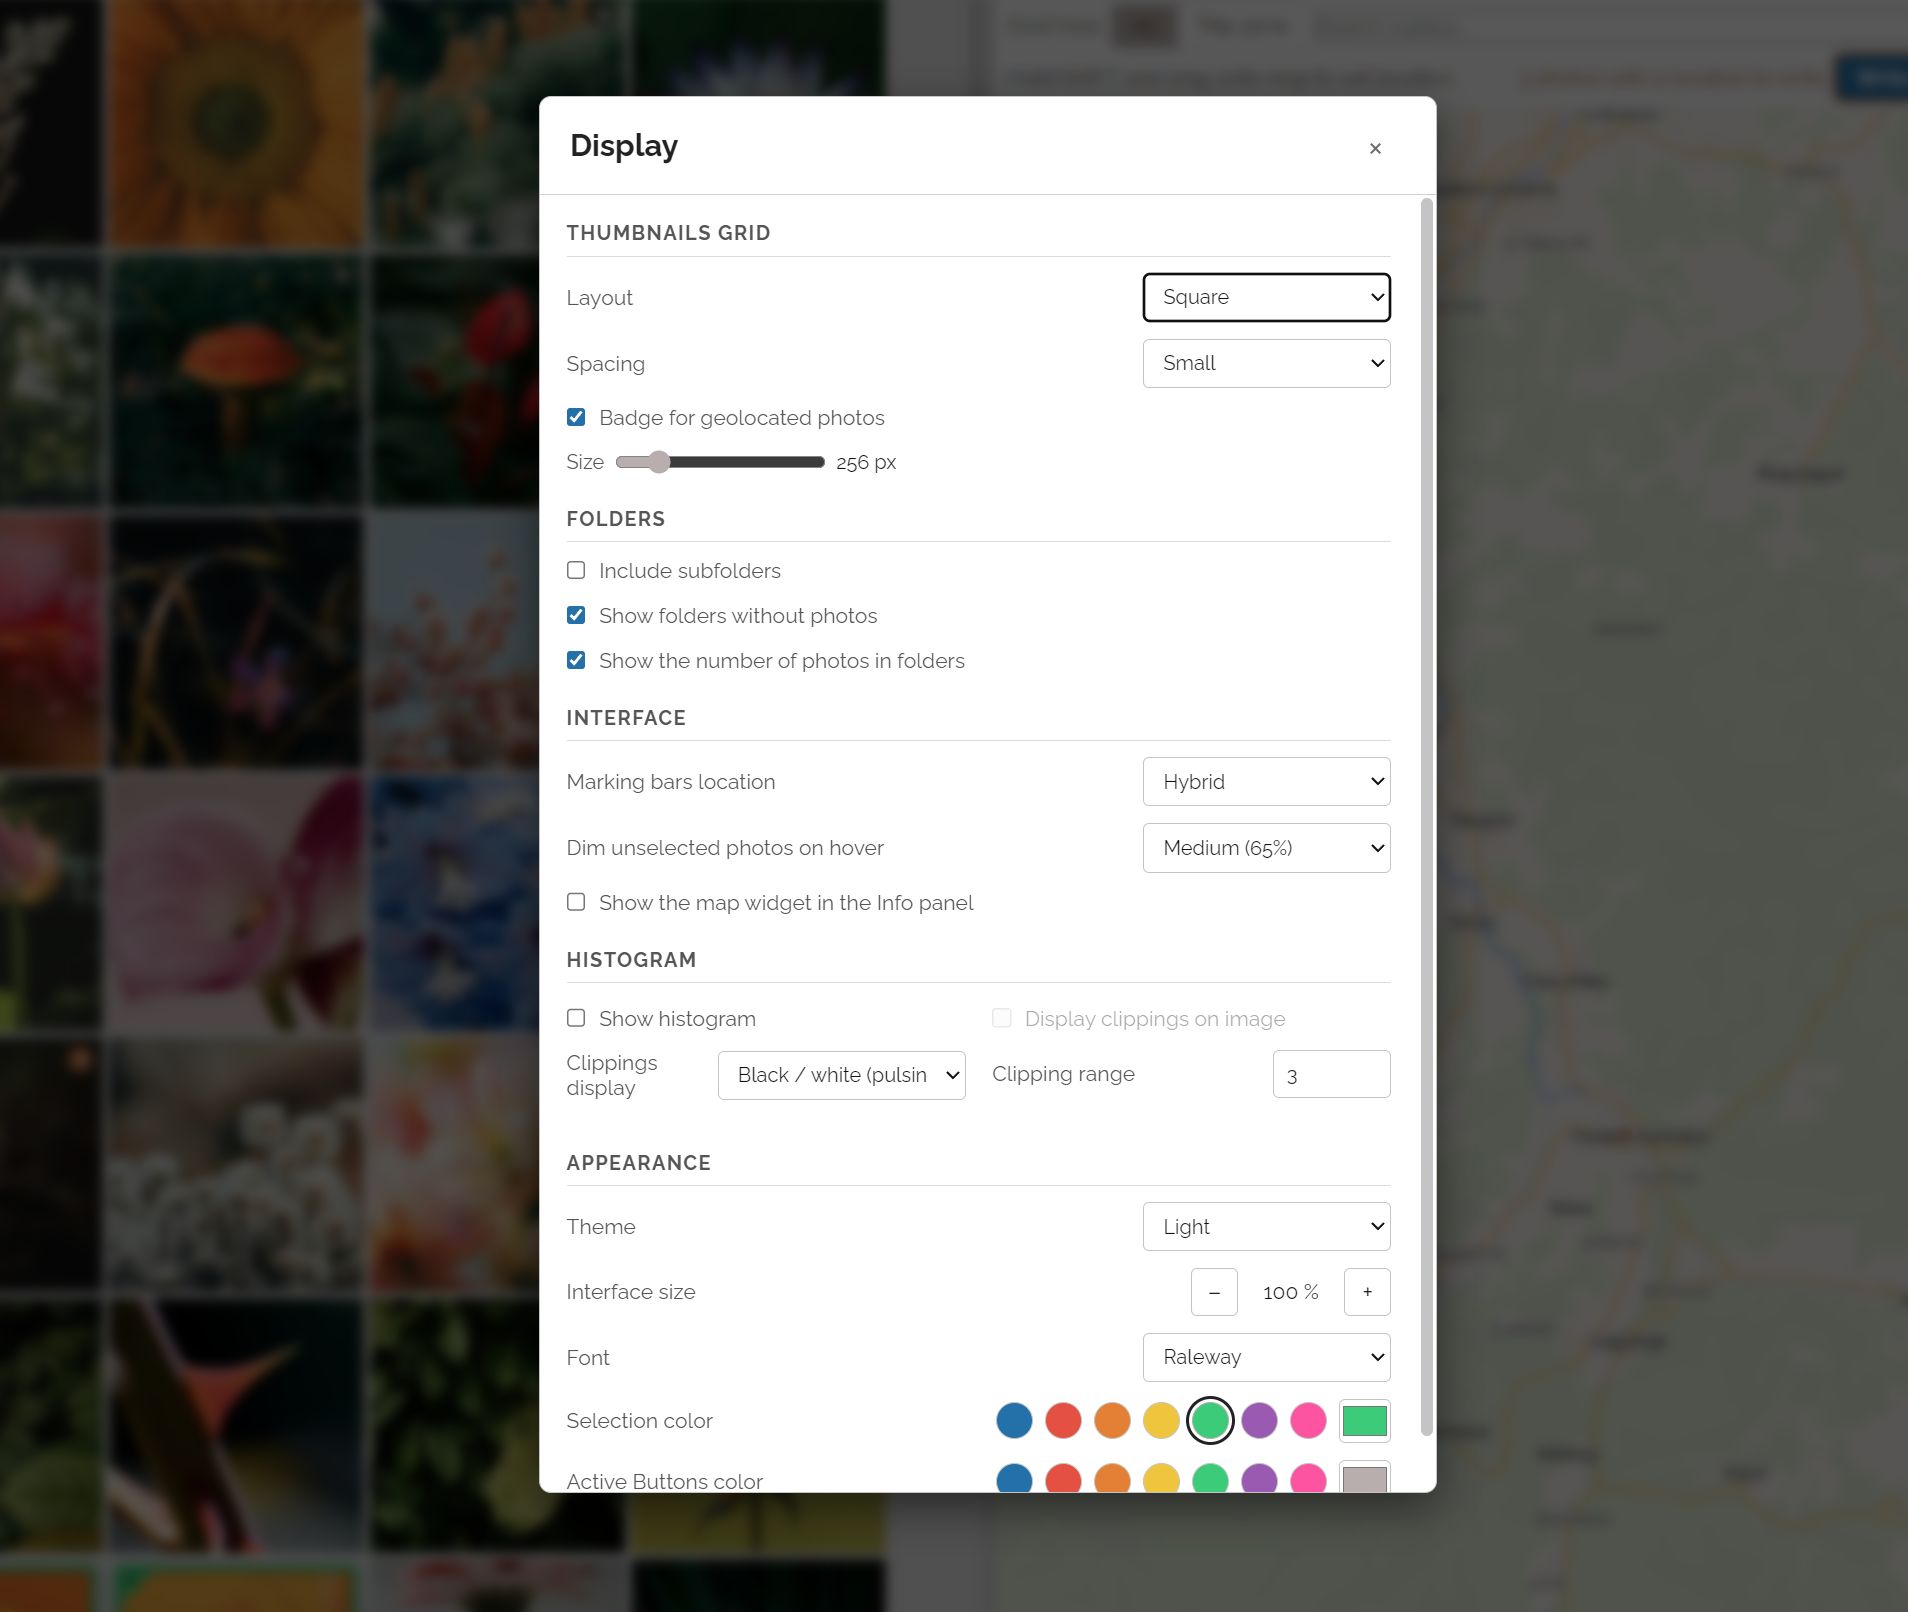 Display
×
THUMBNAILS GRID
Layout
Square
Spacing
Small
Badge for geolocated photos
Size
256 px
FOLDERS
Include subfolders
Show folders without photos
Show the number of photos in folders
INTERFACE
Marking bars location
Hybrid
Dim unselected photos on hover
Medium (65%)
Show the map widget in the Info panel
HISTOGRAM
Show histogram
Display clippings on image
Clippings
display
Black / white (pulsin
Clipping range
3
APPEARANCE
Theme
Light
Interface size
–
100 %
+
Font
Raleway
Selection color
Active Buttons color